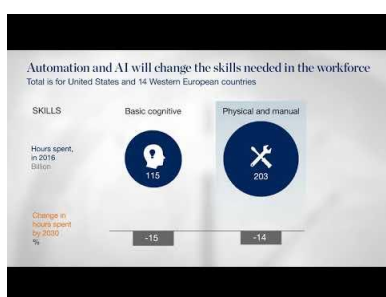 Automation and AI will change the skills needed in the workforce
Total is for United States and 14 Western European countries
SKILLS
Basic cognitive
Physical and manual
Hours spent,
in 2016
Billion
115
203
Change in
hours spent
by 2030
%
-15
-14